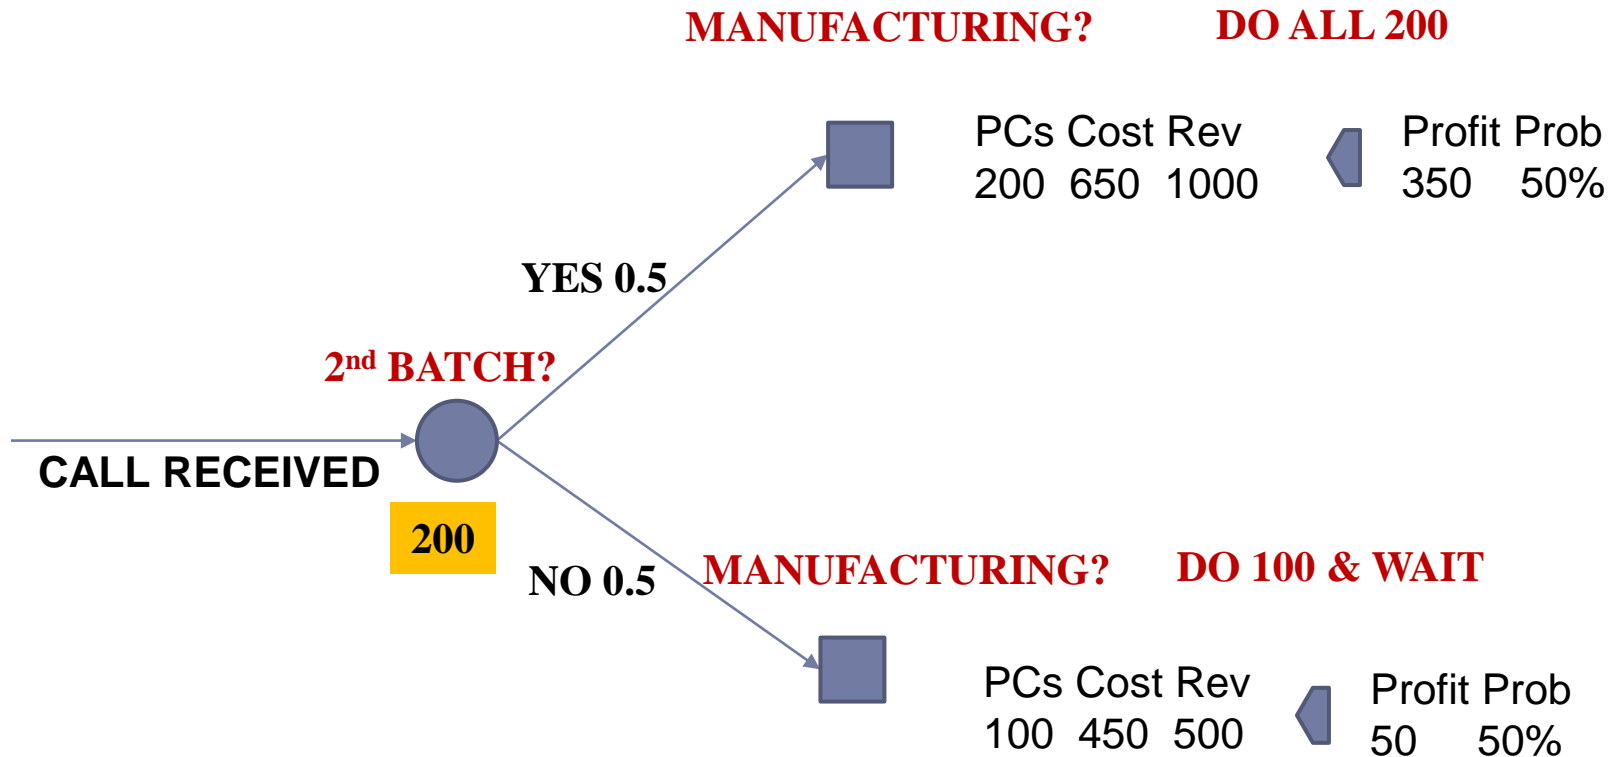 MANUFACTURING? DO ALL 200
PCs Cost Rev Profit Prob
200 650 1000 350 50%
YES 0.5
2nd BATCH?
CALL RECEIVED
200
NO 0.5
MANUFACTURING? DO 100 & WAIT
PCs Cost Rev Profit Prob
100 450 500 50 50%